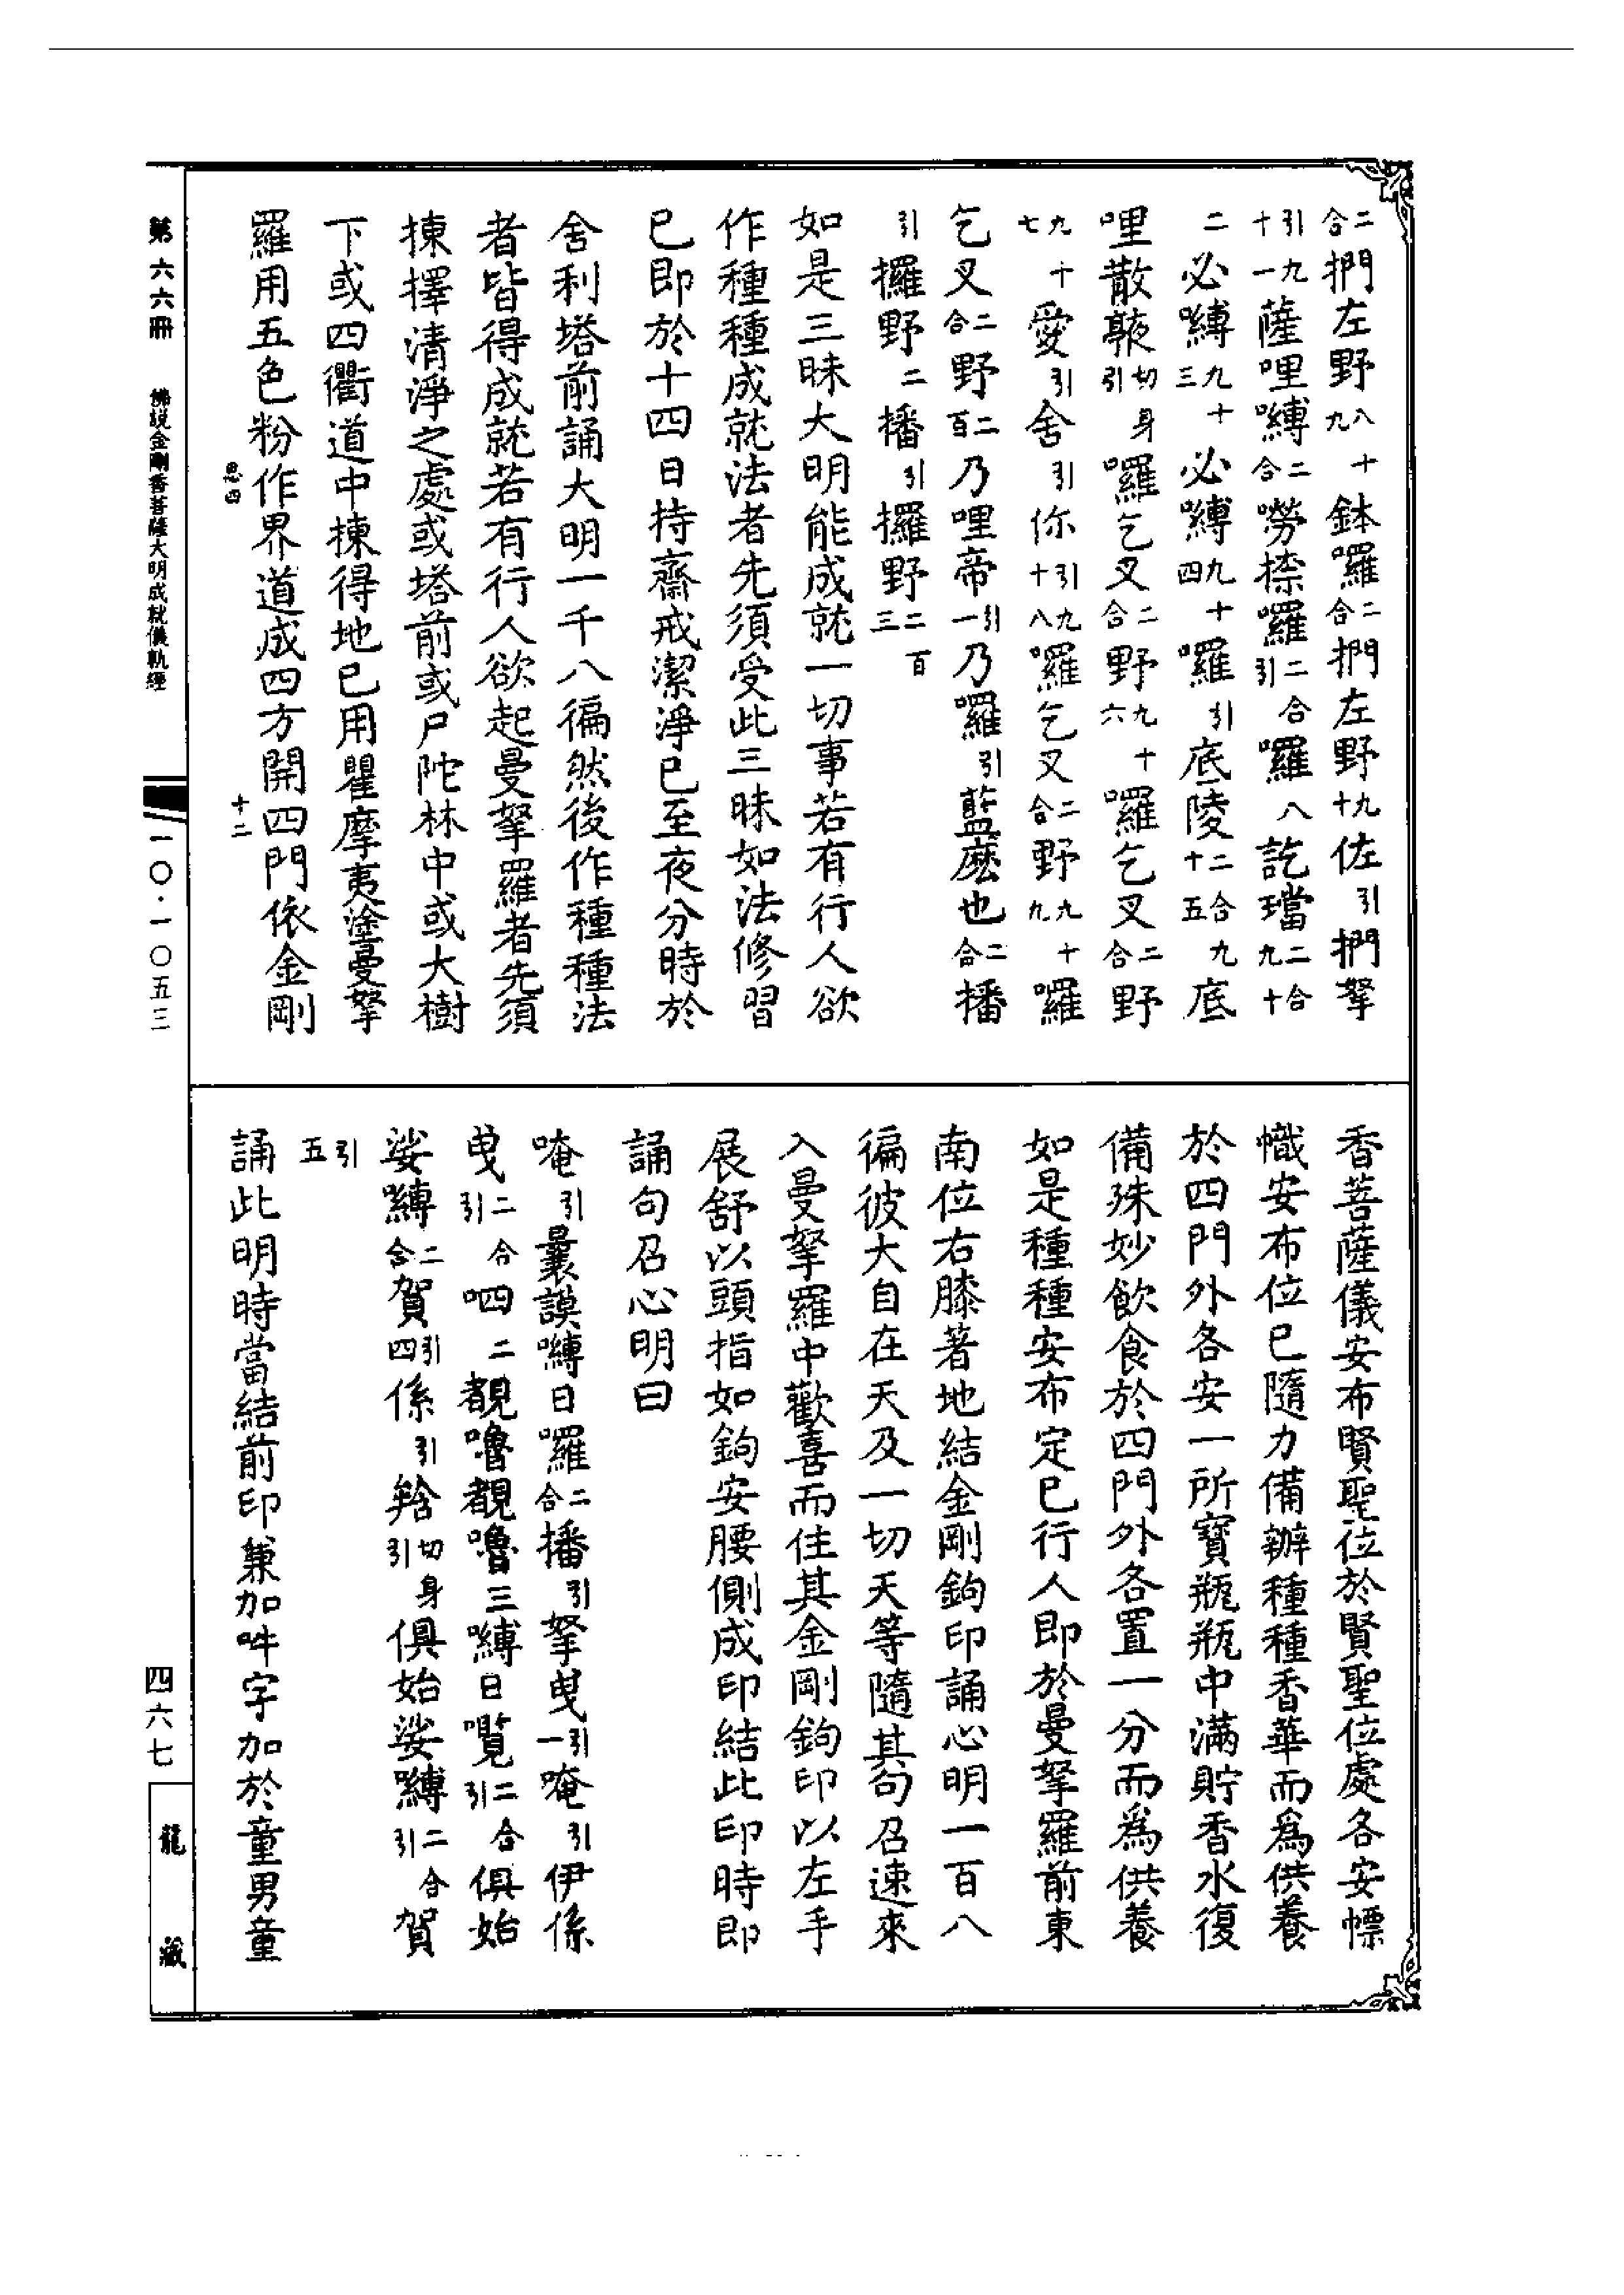 二合捫左野八十九鉢囉二合捫左野九十佐引捫拏
引九十一薩哩嚩二合嘮捺囉二合引囉八訖璫二合九十
二必嚩九十三必嚩九十四囉引底陵二合十五九底
哩散䩭切身引囉乞叉二合野九十六囉乞叉二合野
九十七愛引舍引你引九十八囉乞叉二合野九十九囉
乞叉二合野二百乃哩帝引一乃囉引藍麽也二合播
引攞野二播引攞野二百三
如是三昧大明能成就一切事若有行人欲
作種種成就法者先須受此三昧如法修習
已即於十四日持齋戒潔淨已至夜分時於
舍利塔前誦大明一千八徧然後作種種法
者皆得成就若有行人欲起曼拏羅者先須
揀擇清淨之處或塔前或尸陀林中或大樹
下或四衢道中揀得地已用瞿摩夷塗曼拏
羅用五色粉作界道成四方開四門依金剛
思四
十二
香菩薩儀安布賢聖位於賢聖位處各安幖
幟安布位已隨力備辦種種香華而爲供養
於四門外各安一所寶瓶瓶中滿貯香水復
備殊妙飲食於四門外各置一分而爲供養
如是種種安布定已行人即於曼拏羅前東
南位右膝著地結金剛鉤印誦心明一百八
徧彼大自在天及一切天等隨其句召速來
入曼拏羅中歡喜而住其金剛鉤印以左手
展舒以頭指如鉤安腰側成印結此印時即
誦句召心明曰
唵引曩謨嚩日囉二合播引拏曳引一唵引伊係
曳二合引呬二覩嚕覩嚕三嚩日囕二合引俱始
娑嚩二合賀引四係引䩭切身引俱始娑嚩二合引賀
引五
誦此明時當結前印兼加吽字加於童男童
第六六冊
佛說金剛香菩薩大明成就儀軌經
一〇·一〇五三
四六七
龍藏